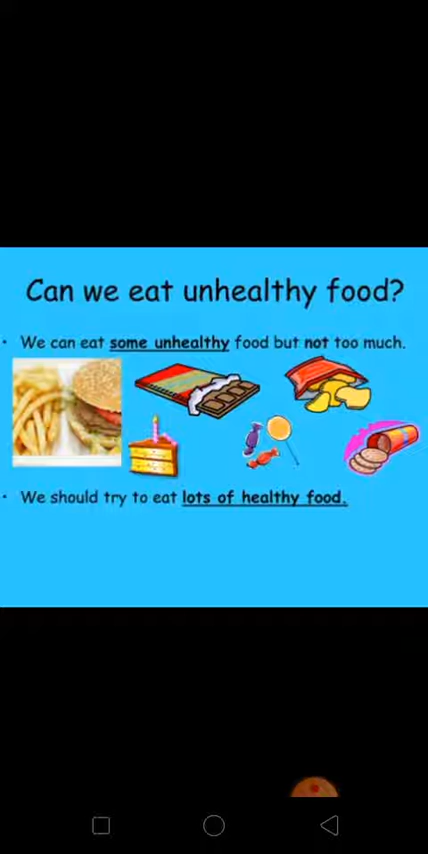 Can we eat unhealthy food?
• We can eat some unhealthy food but not too much.
• We should try to eat lots of healthy food.